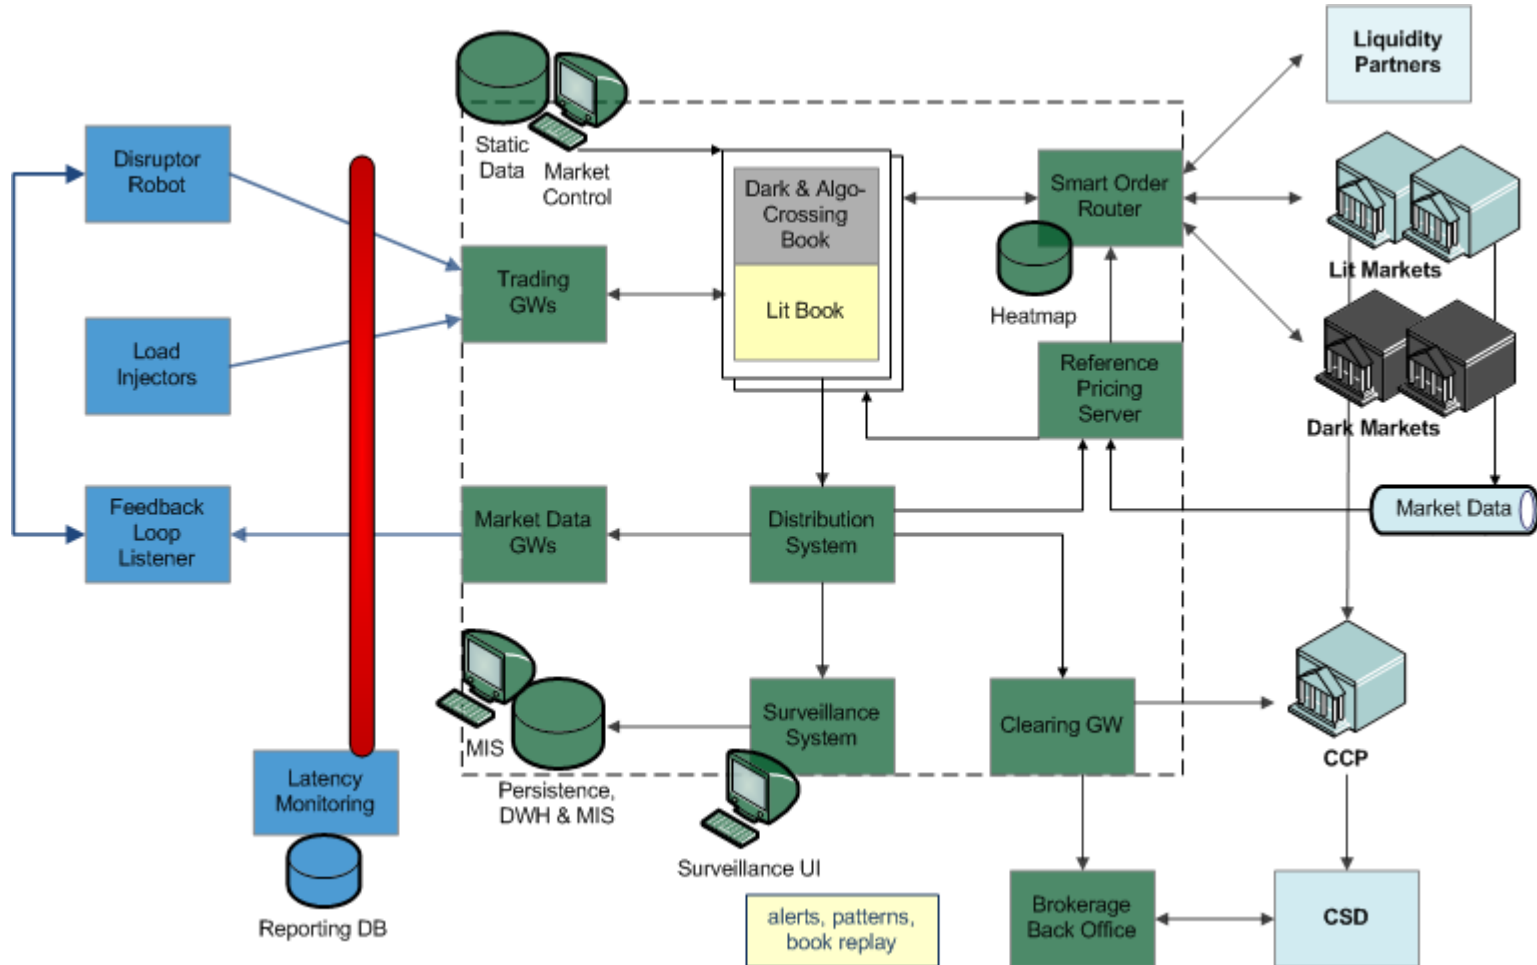 Liquidity
Partners
Static
Data
Market
Control
Disruptor
Robot
Dark & Algo-
Crossing
Book
Smart Order
Router
Lit Markets
Trading
GWs
Lit Book
Heatmap
Load
Injectors
Reference
Pricing
Server
Dark Markets
Feedback
Loop
Listener
Market Data
GWs
Distribution
System
Market Data
MIS
Surveillance
System
Clearing GW
CCP
Latency
Monitoring
Persistence,
DWH & MIS
Surveillance UI
Reporting DB
alerts, patterns,
book replay
Brokerage
Back Office
CSD